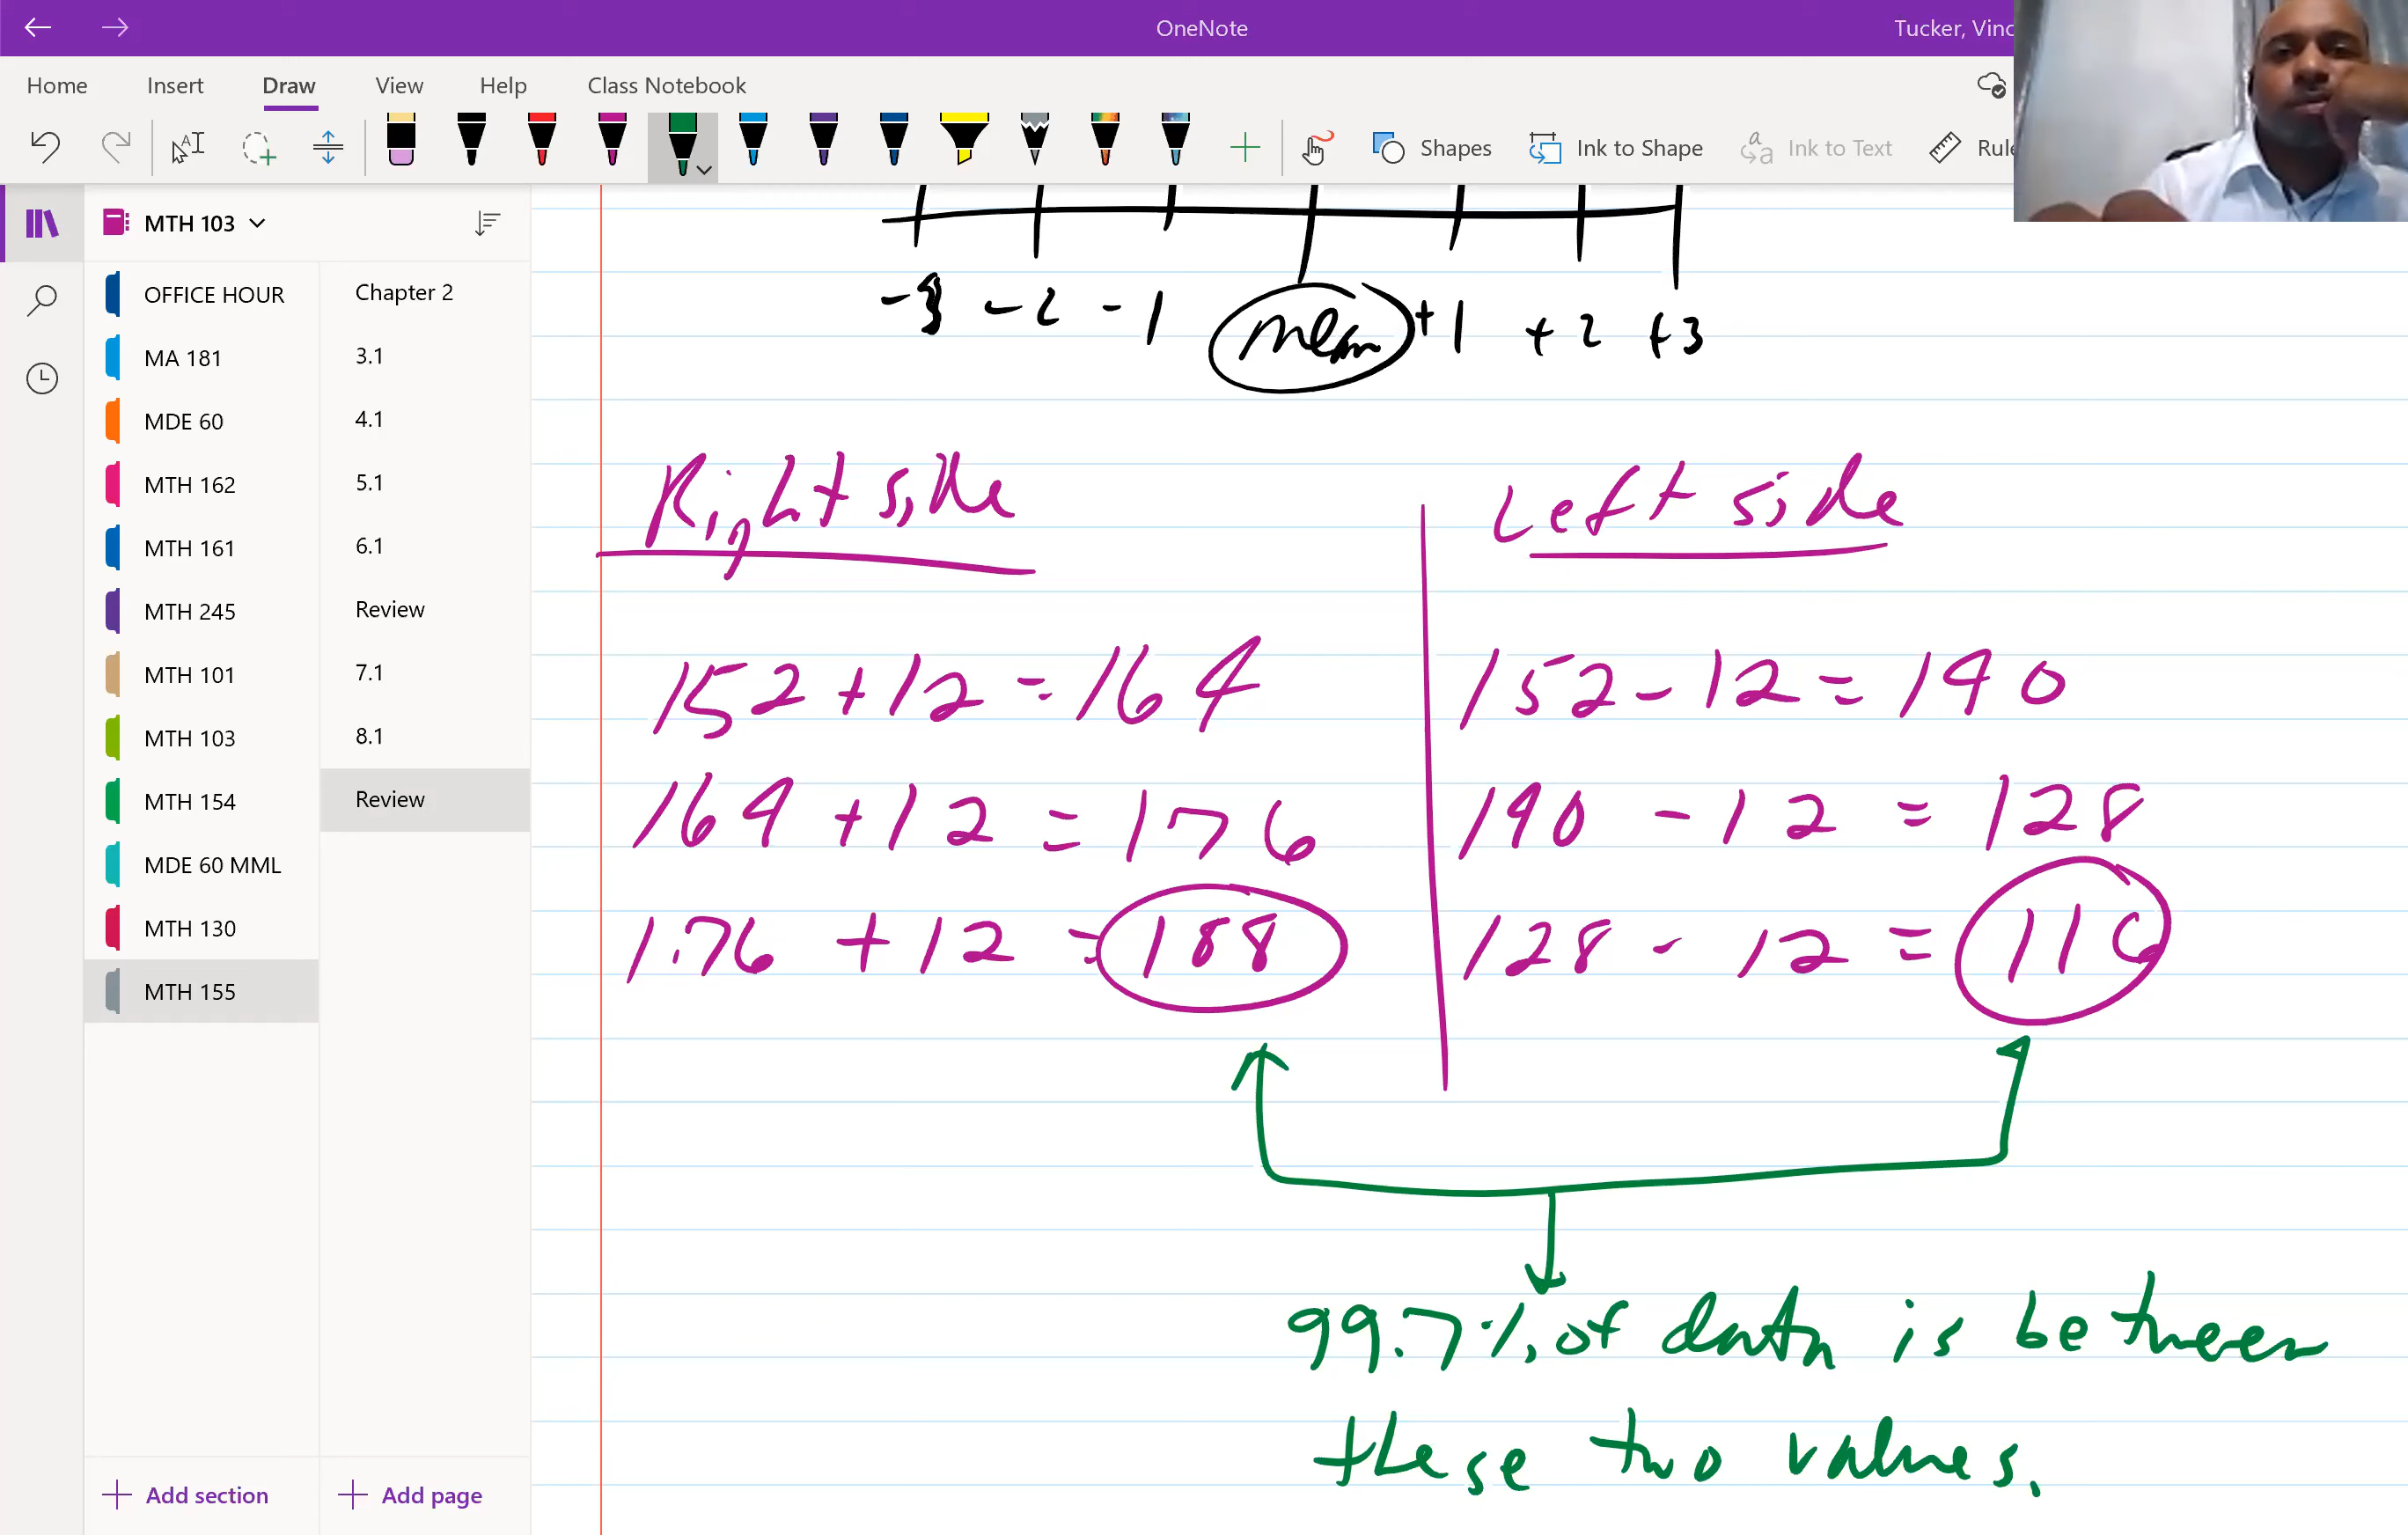 OneNote
Tucker, Vinc
Home Insert Draw View Help Class Notebook
Shapes Ink to Shape Ink to Text Rule
MTH 103
OFFICE HOUR
MA 181
MDE 60
MTH 162
MTH 161
MTH 245
MTH 101
MTH 103
MTH 154
MDE 60 MML
MTH 130
MTH 155
Add section
Chapter 2
3.1
4.1
5.1
6.1
Review
7.1
8.1
Review
Add page
-3 -2 -1 mean +1 +2 +3
Right side
152 + 12 = 164
164 + 12 = 176
176 + 12 = 188
Left side
152 - 12 = 140
140 - 12 = 128
128 - 12 = 116
99.7% of data is between
these two values.